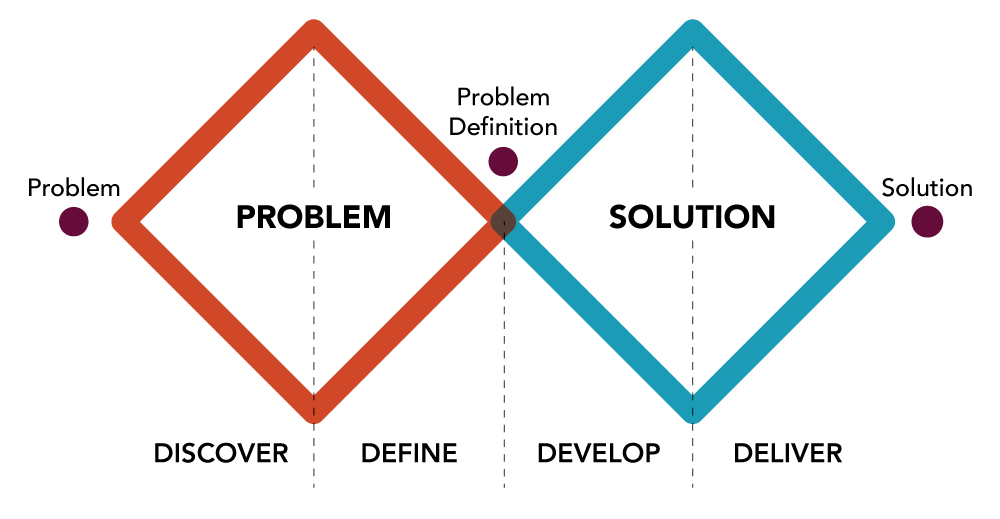 Problem
Definition
Problem
Solution
PROBLEM
SOLUTION
DISCOVER
DEFINE
DEVELOP
DELIVER